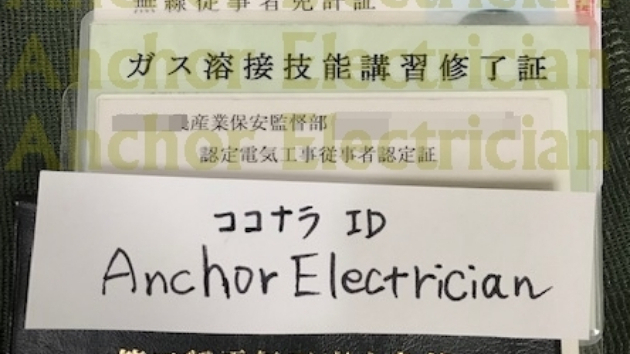 無線従事者免許証
Anchor Electrician
ガス溶接技能講習修了証
産業保安監督部
Anchor Electrician
認定電気工事従事者認定証
ココナラ ID
Anchor Electrician